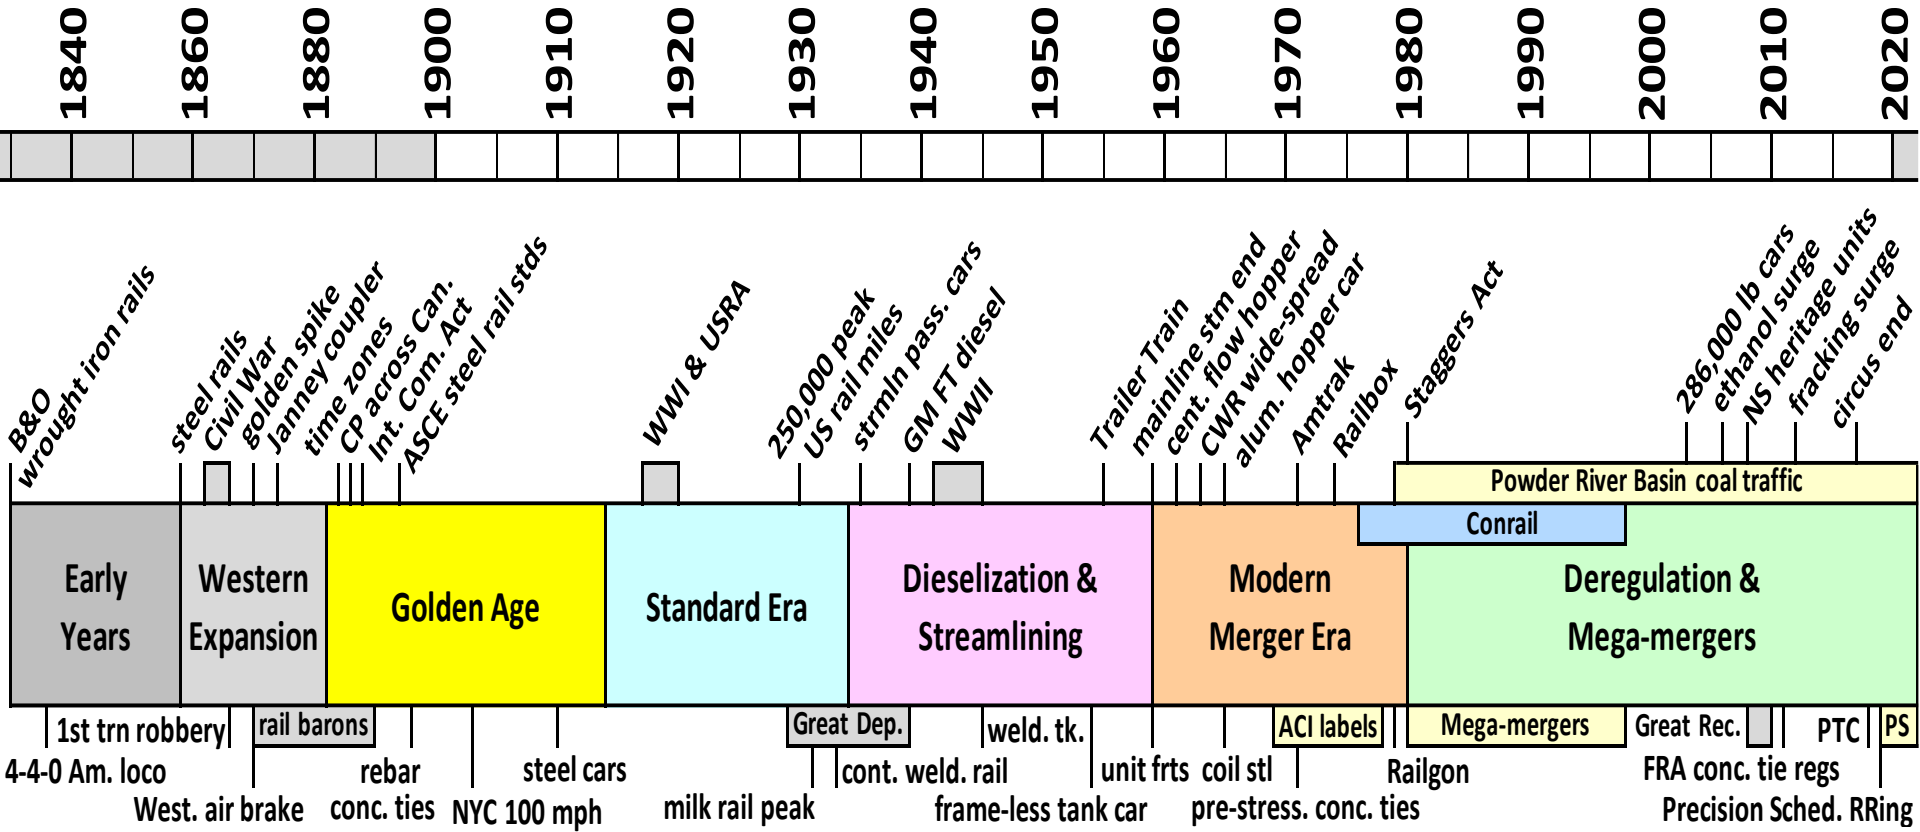 1840
1860
1880
1900
1910
1920
1930
1940
1950
1960
1970
1980
1990
2000
2010
2020
B&O
wrought iron rails
steel rails
Civil War
golden spike
Janney coupler
time zones
CP across Can.
Int. Com. Act
ASCE steel rail stds
WWI & USRA
250,000 peak
US rail miles
strmln pass. cars
GM FT diesel
WWII
Trailer Train
mainline stm end
cent. flow hopper
CWR wide-spread
alum. hopper car
Amtrak
Railbox
Staggers Act
286,000 lb cars
ethanol surge
NS heritage units
fracking surge
circus end
Powder River Basin coal traffic
Conrail
Early
Years
Western
Expansion
Golden Age
Standard Era
Dieselization &
Streamlining
Modern
Merger Era
Deregulation &
Mega-mergers
1st trn robbery
rail barons
Great Dep.
weld. tk.
ACI labels
Mega-mergers
Great Rec.
PTC
PS
4-4-0 Am. loco
rebar
conc. ties
steel cars
cont. weld. rail
unit frts
coil stl
Railgon
FRA conc. tie regs
West. air brake
NYC 100 mph
milk rail peak
frame-less tank car
pre-stress. conc. ties
Precision Sched. RRing